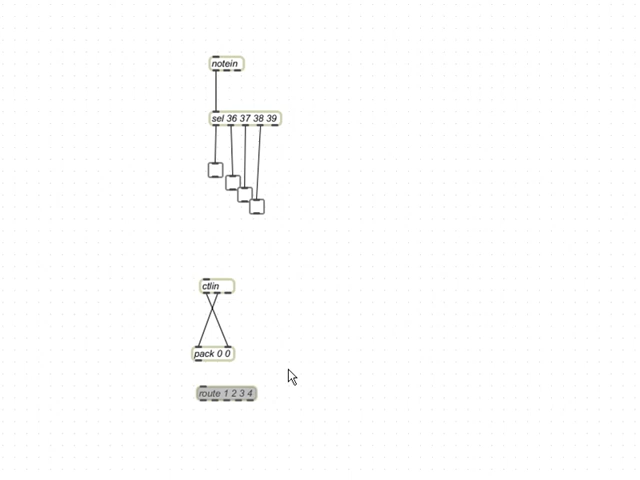 notein
sel 36 37 38 39
ctlin
pack 0 0
route 1 2 3 4